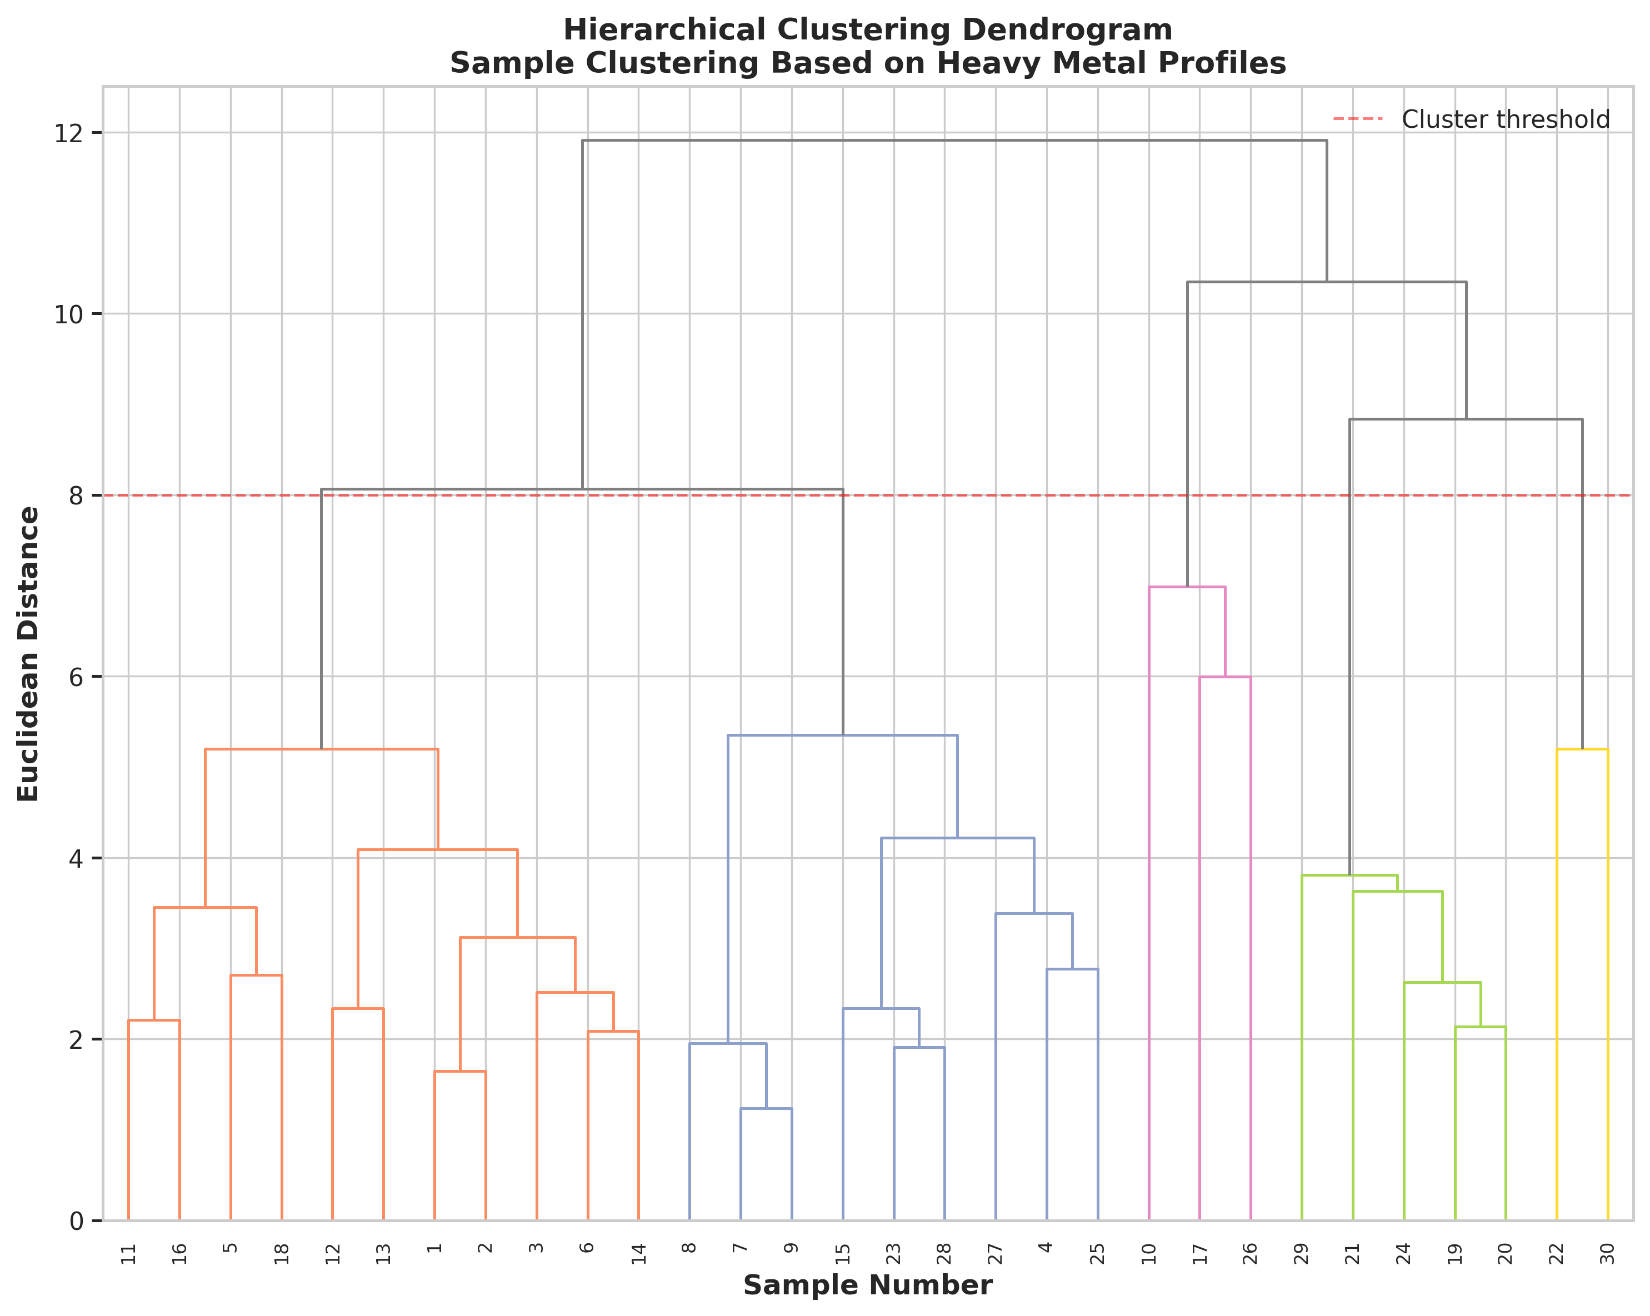 Hierarchical Clustering Dendrogram
Sample Clustering Based on Heavy Metal Profiles
Cluster threshold
12
10
8
6
4
2
0
Euclidean Distance
11 16 5 18 12 13 1 2 3 6 14 8 7 9 15 23 28 27 4 25 10 17 26 29 21 24 19 20 22 30
Sample Number